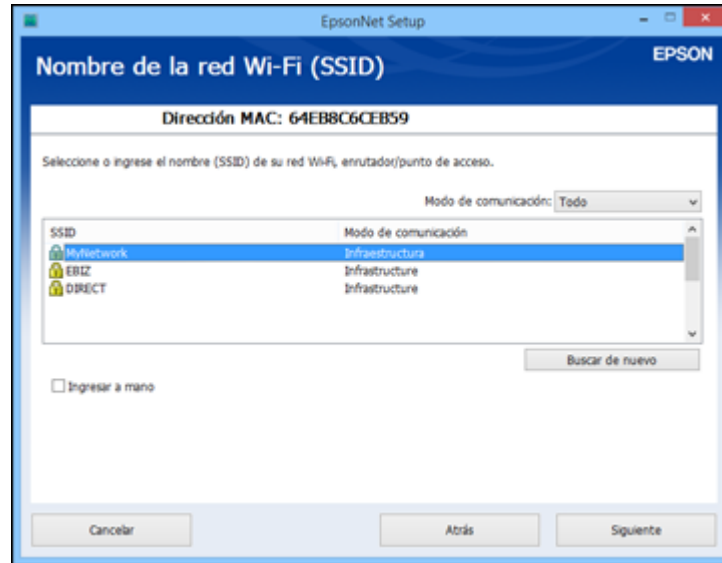 EpsonNet Setup
Nombre de la red Wi-Fi (SSID)
EPSON
Dirección MAC: 64EB8C6CEB59
Seleccione o ingrese el nombre (SSID) de su red Wi-Fi, enrutador/punto de acceso.
Modo de comunicación: Todo
SSID Modo de comunicación
MyNetwork Infraestructura
EBIZ Infrastructure
DIRECT Infrastructure
Buscar de nuevo
Ingresar a mano
Cancelar Atrás Siguiente